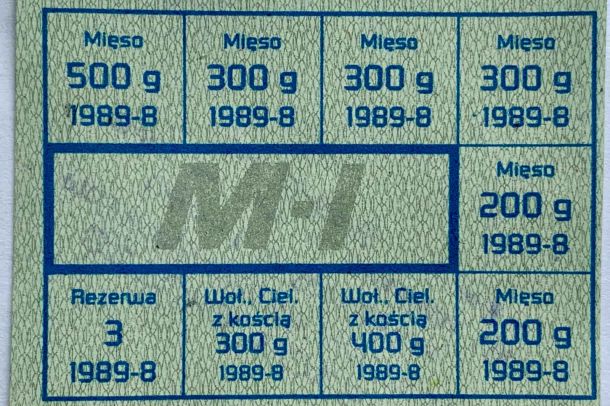 Mięso
500 g
1989-8
Mięso
300 g
1989-8
Mięso
300 g
1989-8
Mięso
300 g
1989-8
M-I
Mięso
200 g
1989-8
Rezerwa
3
1989-8
Woł., Ciel.
z kością
300 g
1989-8
Woł., Ciel.
z kością
400 g
1989-8
Mięso
200 g
1989-8